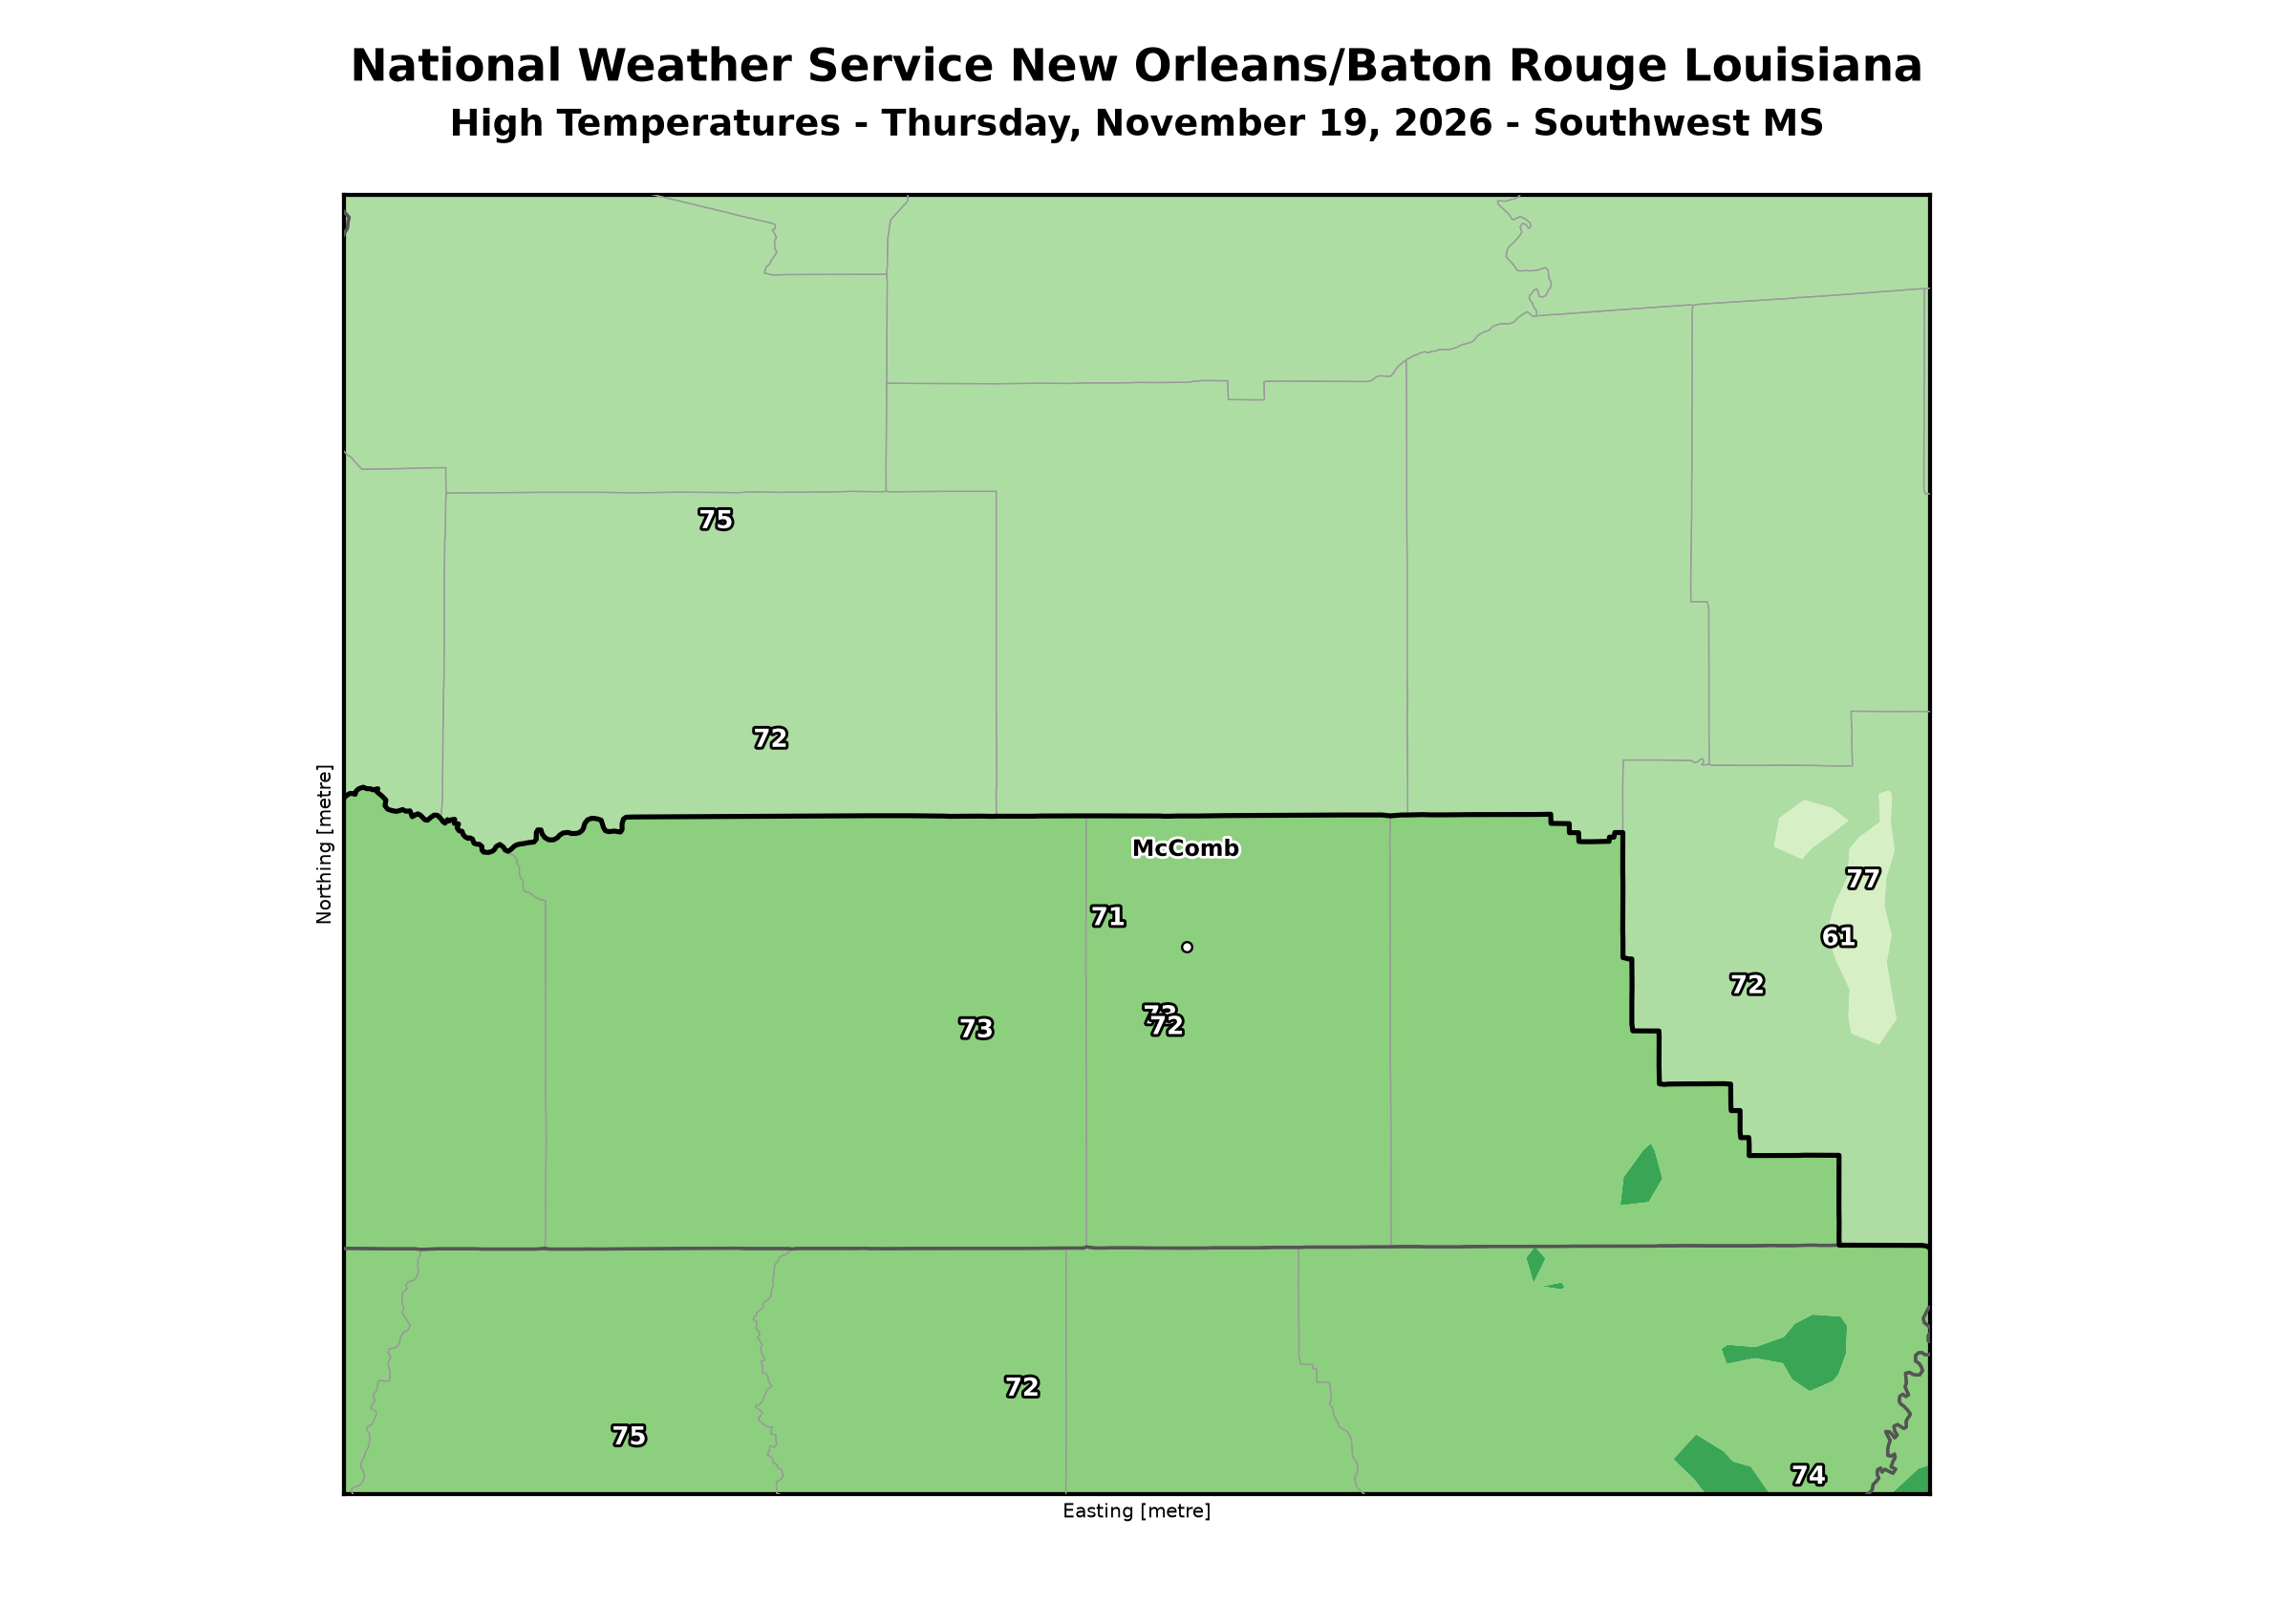 National Weather Service New Orleans/Baton Rouge Louisiana
High Temperatures - Thursday, November 19, 2026 - Southwest MS
75
72
McComb
77
71
61
72
73
72
73
72
75
74
Northing [metre]
Easting [metre]